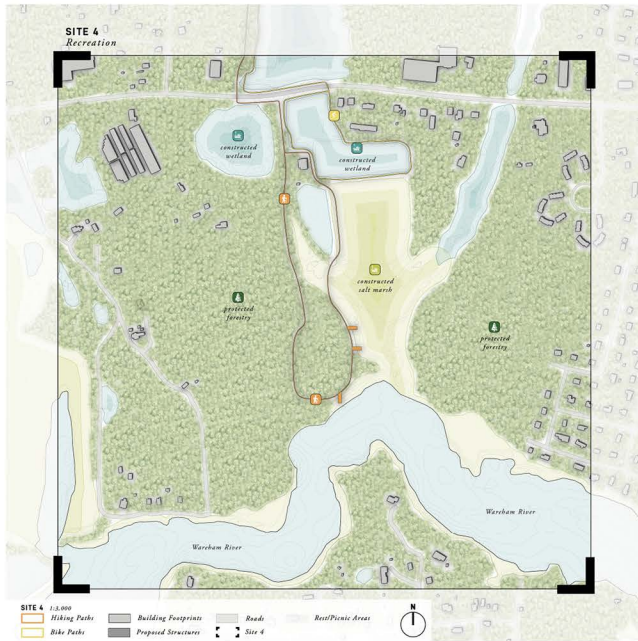 SITE 4
Recreation
constructed
wetland
constructed
wetland
constructed
salt marsh
protected
forestry
protected
forestry
Wareham River
Wareham River
SITE 4 1:3,000
Hiking Paths
Building Footprints
Roads
Rest/Picnic Areas
Bike Paths
Proposed Structures
Site 4
N